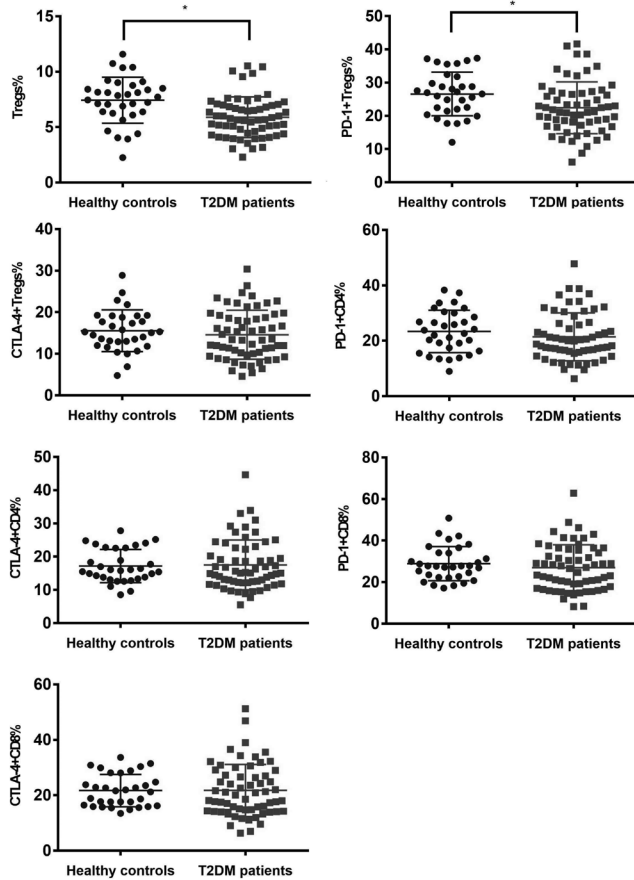 *
Tregs%
15
10
5
0
Healthy controls T2DM patients
*
PD-1+Tregs%
50
40
30
20
10
0
Healthy controls T2DM patients
CTLA-4+Tregs%
40
30
20
10
0
Healthy controls T2DM patients
PD-1+CD4%
60
40
20
0
Healthy controls T2DM patients
CTLA-4+CD4%
50
40
30
20
10
0
Healthy controls T2DM patients
PD-1+CD8%
80
60
40
20
0
Healthy controls T2DM patients
CTLA-4+CD8%
60
40
20
0
Healthy controls T2DM patients